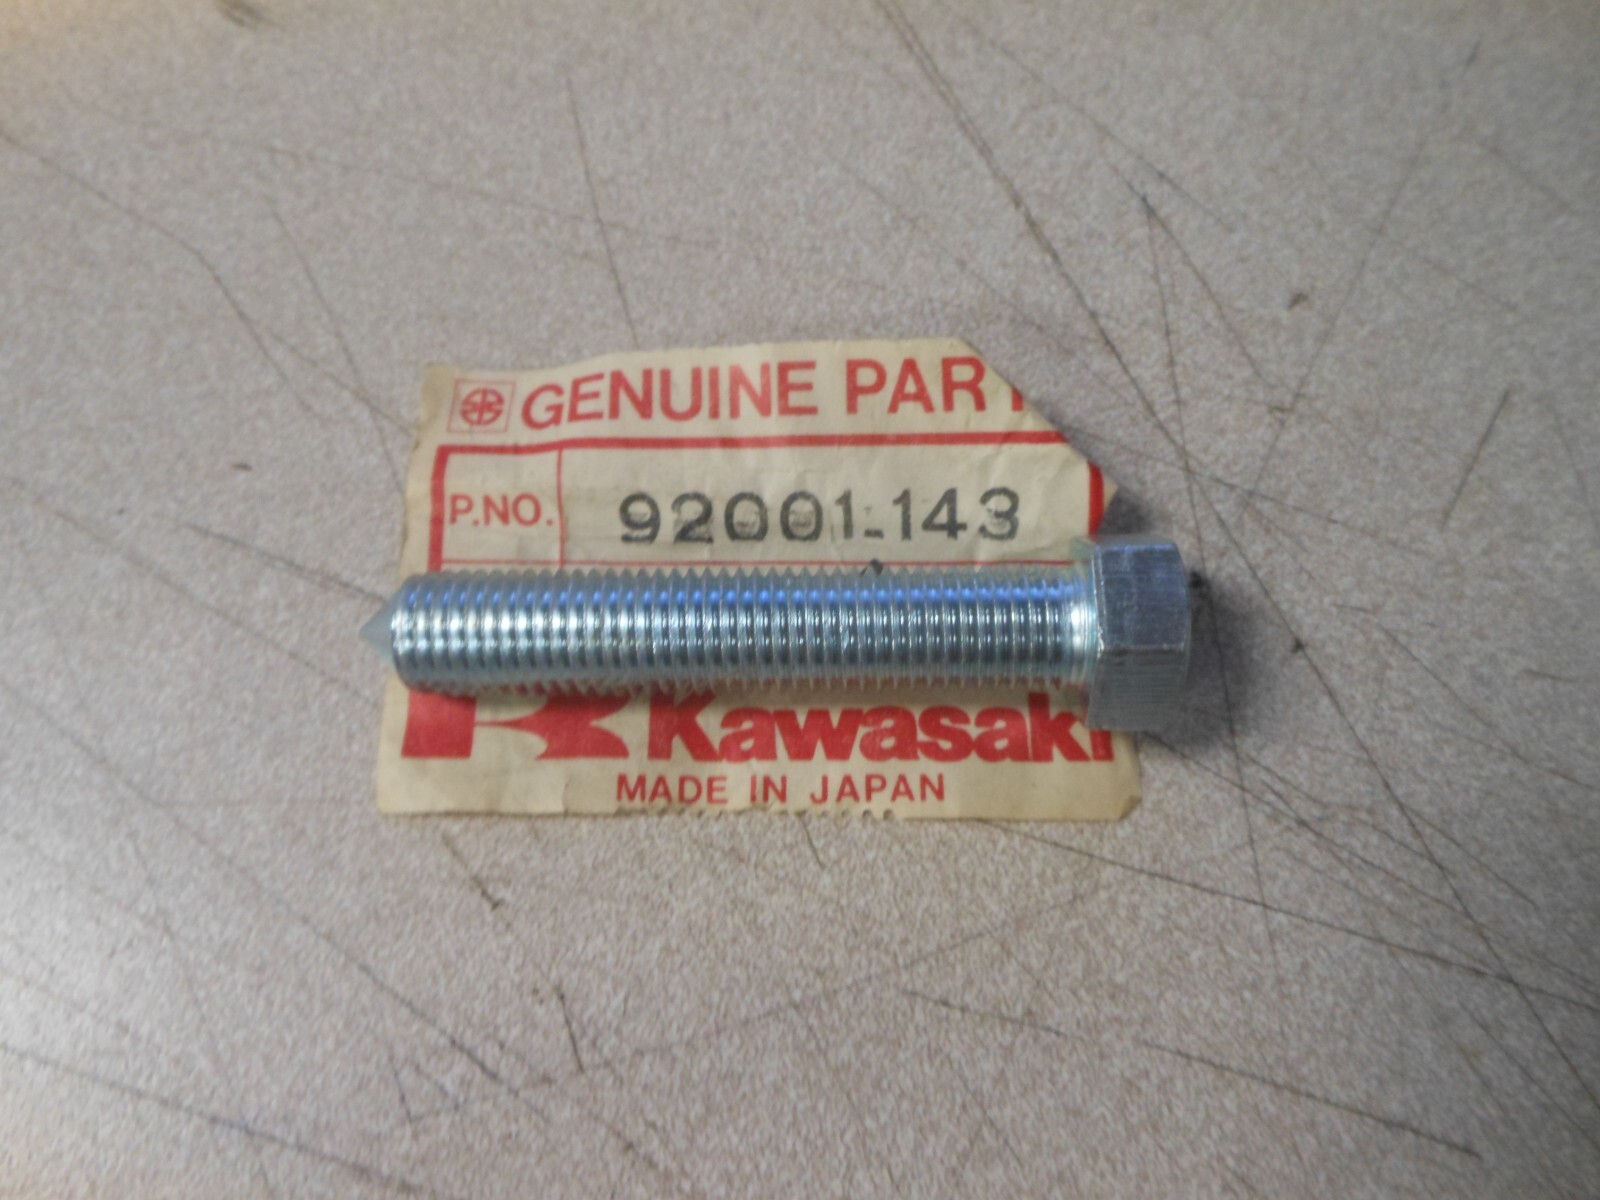 GENUINE PART
P.NO. 92001-143
Kawasaki
MADE IN JAPAN